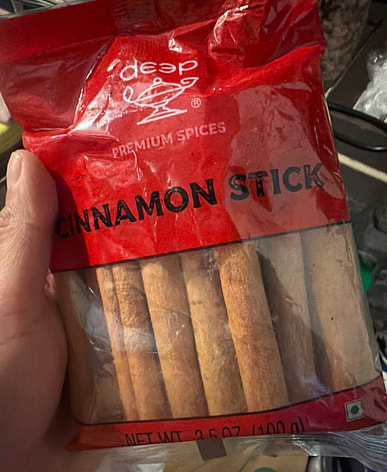 deep
®
PREMIUM SPICES
CINNAMON STICK
NET WT. 3.5 OZ. (100 g)